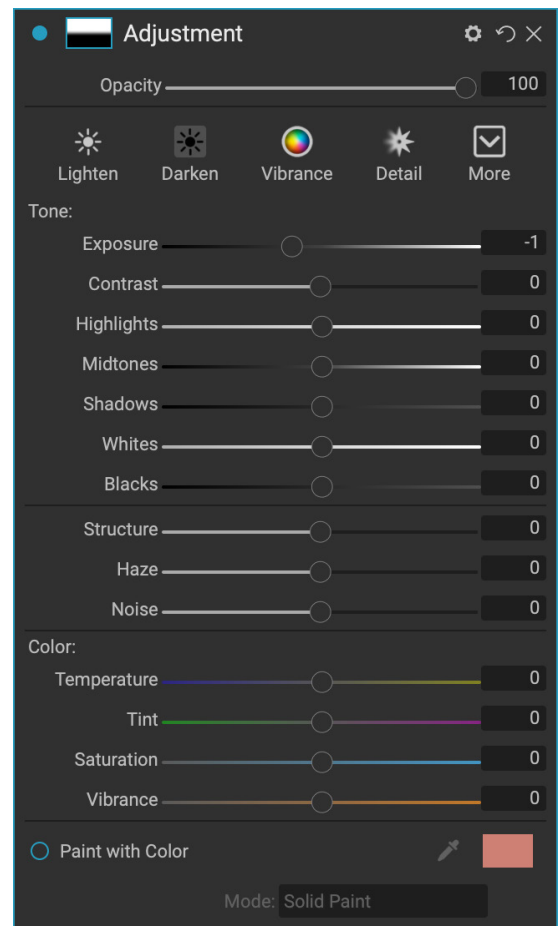 Adjustment
Opacity 100
Lighten Darken Vibrance Detail More
Tone:
Exposure -1
Contrast 0
Highlights 0
Midtones 0
Shadows 0
Whites 0
Blacks 0
Structure 0
Haze 0
Noise 0
Color:
Temperature 0
Tint 0
Saturation 0
Vibrance 0
Paint with Color
Mode: Solid Paint